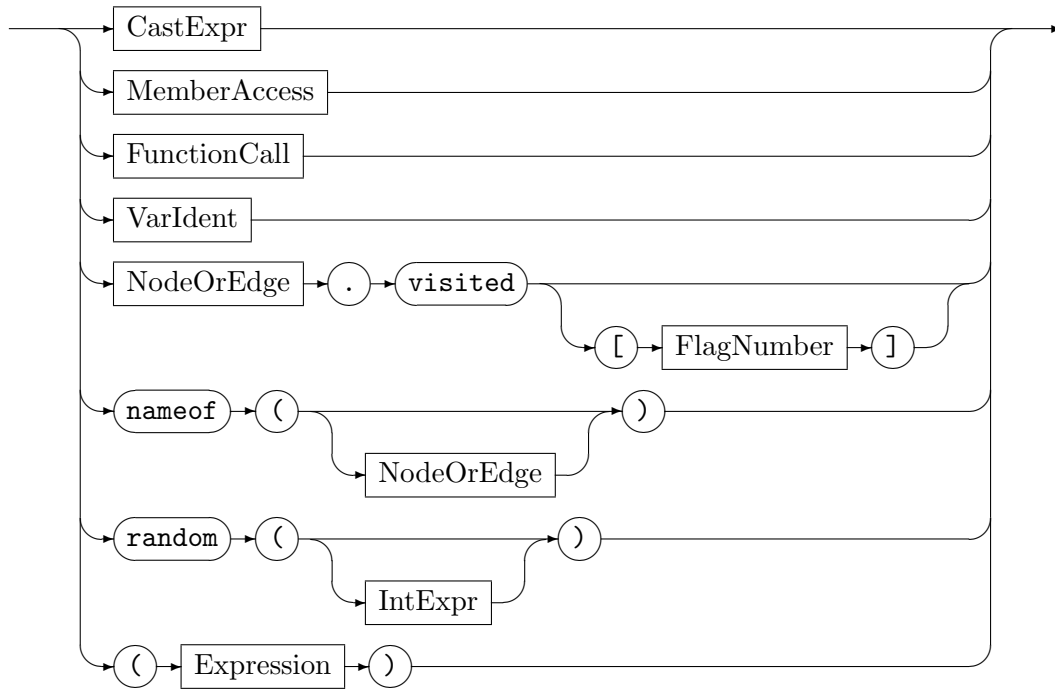 CastExpr
MemberAccess
FunctionCall
VarIdent
NodeOrEdge . visited
[ FlagNumber ]
nameof ( )
NodeOrEdge
random ( )
IntExpr
( Expression )